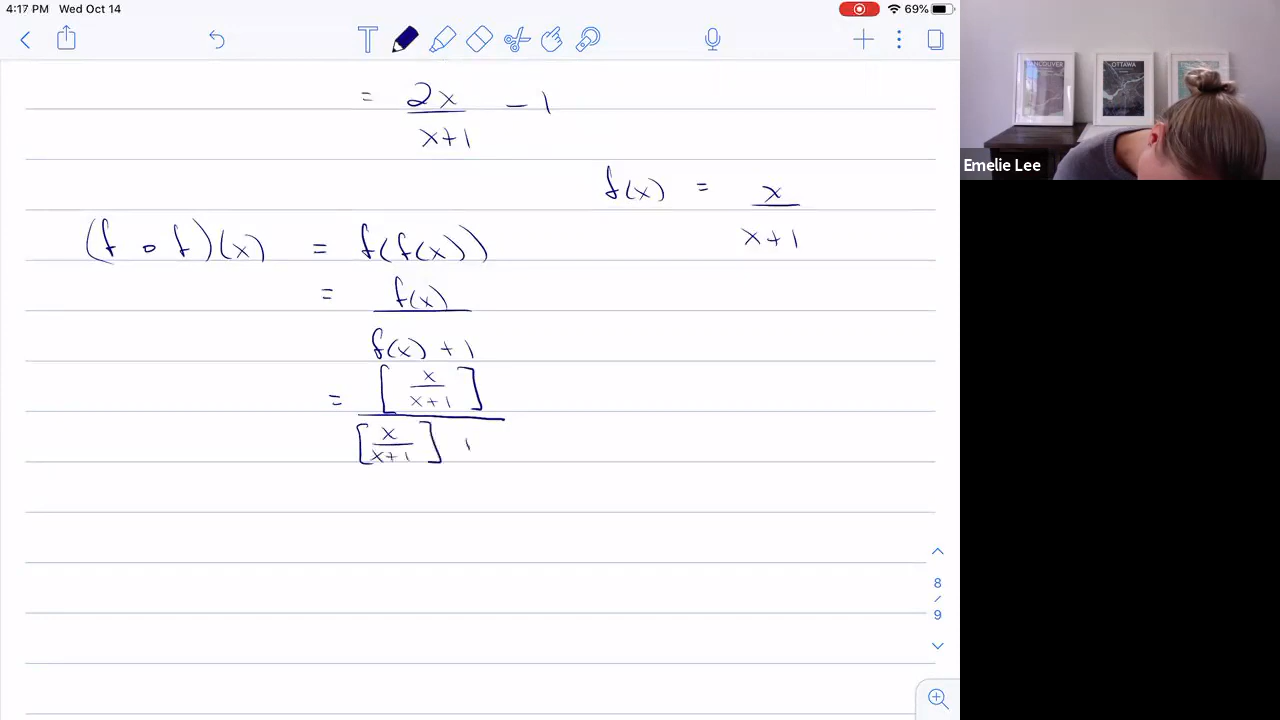 4:17 PM Wed Oct 14
69%
T
VANCOUVER
OTTAWA
Emelie Lee
= 2x/(x+1) - 1
f(x) = x/(x+1)
(f ∘ f)(x) = f(f(x))
= f(x)/(f(x) + 1)
= [x/(x+1)]/([x/(x+1)]
8
/
9